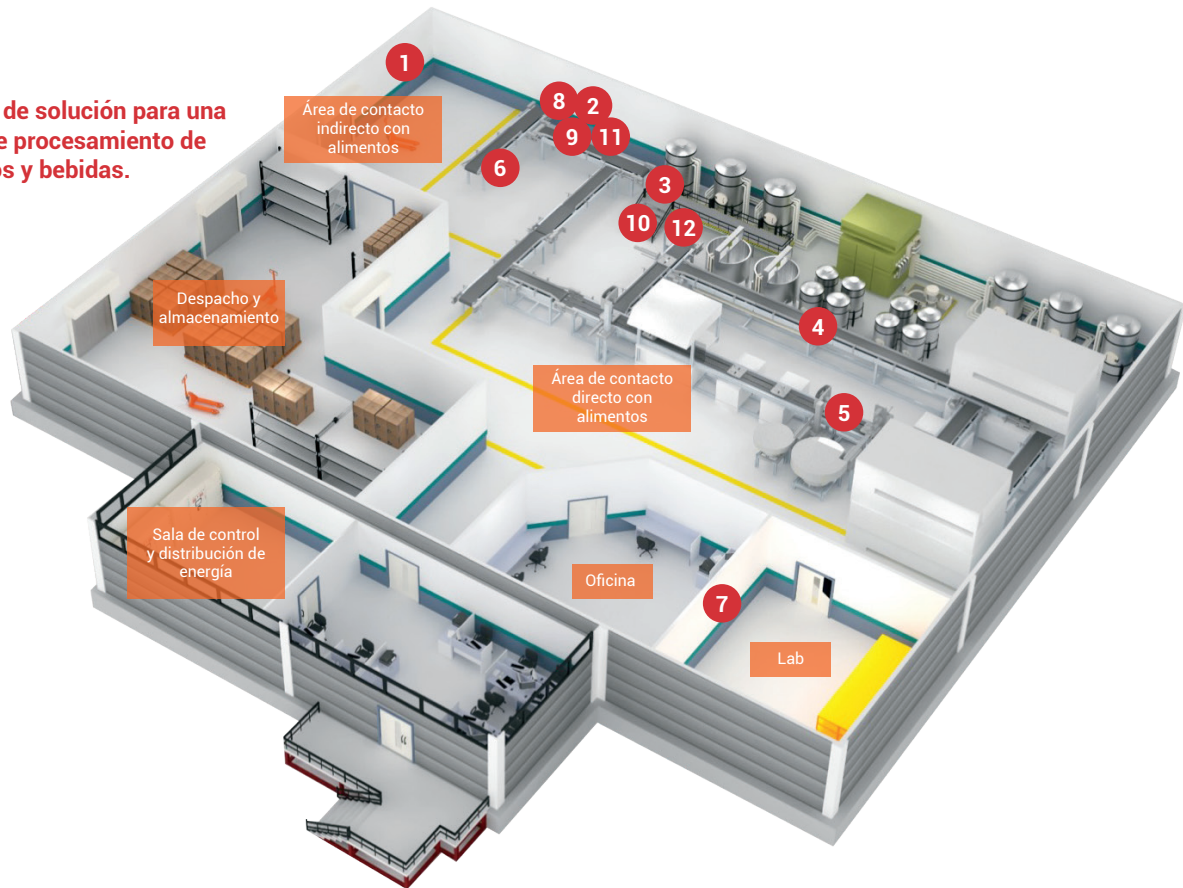 de solución para una
e procesamiento de
s y bebidas.
1
Área de contacto
indirecto con
alimentos
8
2
9
11
6
3
10
12
Despacho y
almacenamiento
4
Área de contacto
directo con
alimentos
5
Sala de control
y distribución de
energía
Oficina
7
Lab